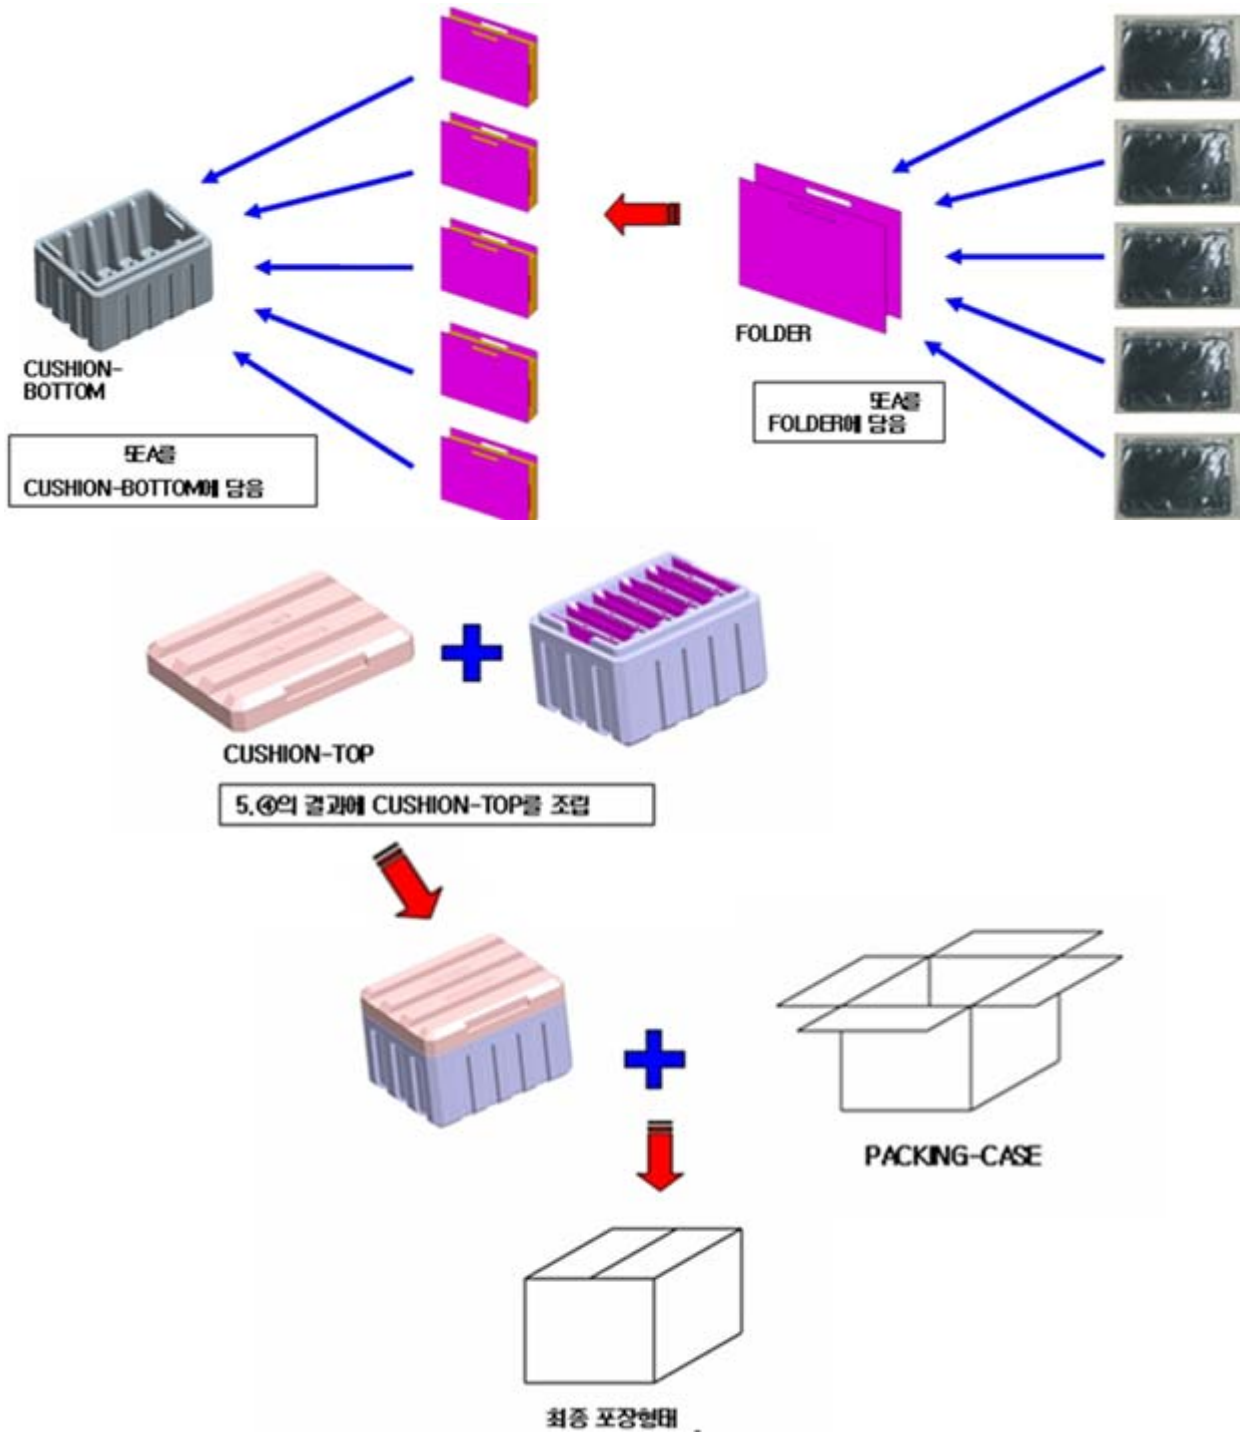 CUSHION-
BOTTOM
5EA를
CUSHION-BOTTOM에 담음
FOLDER
5EA를
FOLDER에 담음
CUSHION-TOP
5.④의 결과에 CUSHION-TOP를 조립
PACKING-CASE
최종 포장형태